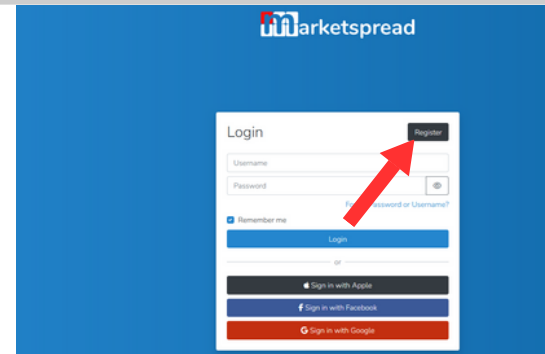 marketspread
Login
Register
Username
Password
Password or Username?
Remember me
Login
or
Sign in with Apple
Sign in with Facebook
Sign in with Google